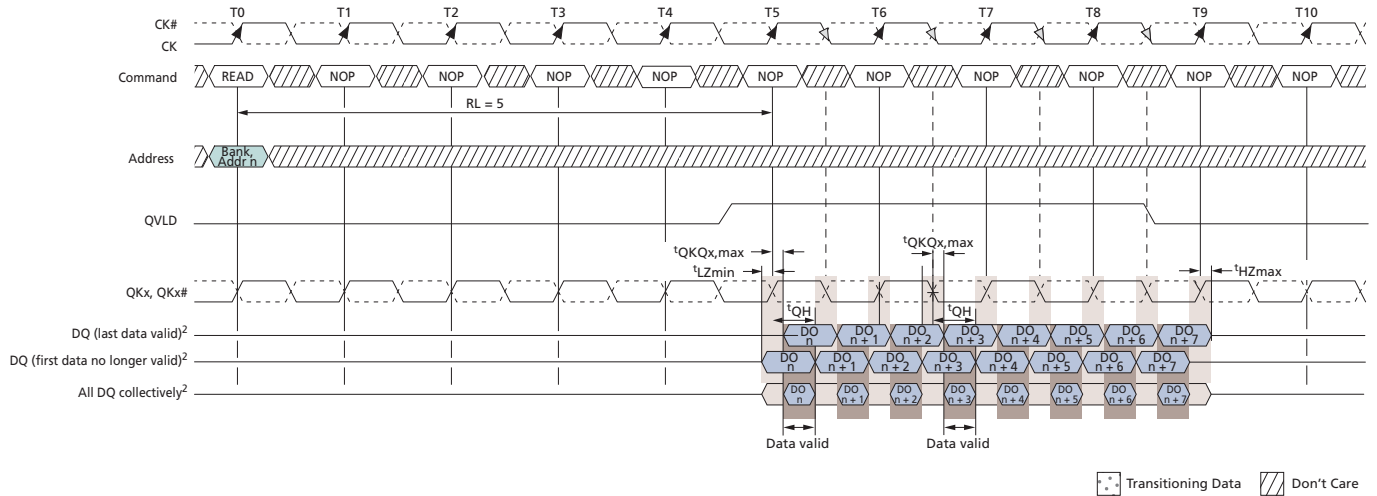 T0 T1 T2 T3 T4 T5 T6 T7 T8 T9 T10
CK#
CK
Command READ NOP NOP NOP NOP NOP NOP NOP NOP NOP NOP
RL = 5
Address Bank, Addr n
QVLD
tQKQx,max tQKQx,max
tLZmin tHZmax
QKx, QKx#
tQH tQH
DQ (last data valid)2 DO n DO n + 1 DO n + 2 DO n + 3 DO n + 4 DO n + 5 DO n + 6 DO n + 7
DQ (first data no longer valid)2 DO n DO n + 1 DO n + 2 DO n + 3 DO n + 4 DO n + 5 DO n + 6 DO n + 7
All DQ collectively2 DO n DO n + 1 DO n + 2 DO n + 3 DO n + 4 DO n + 5 DO n + 6 DO n + 7
Data valid Data valid
Transitioning Data Don't Care